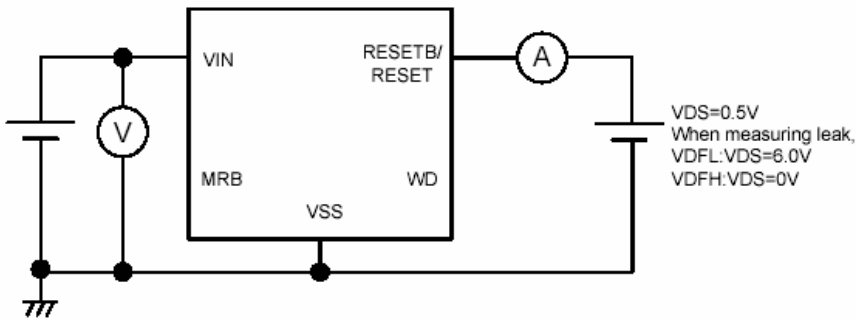 VIN
RESETB/
RESET
A
V
MRB
WD
VSS
VDS=0.5V
When measuring leak,
VDFL:VDS=6.0V
VDFH:VDS=0V